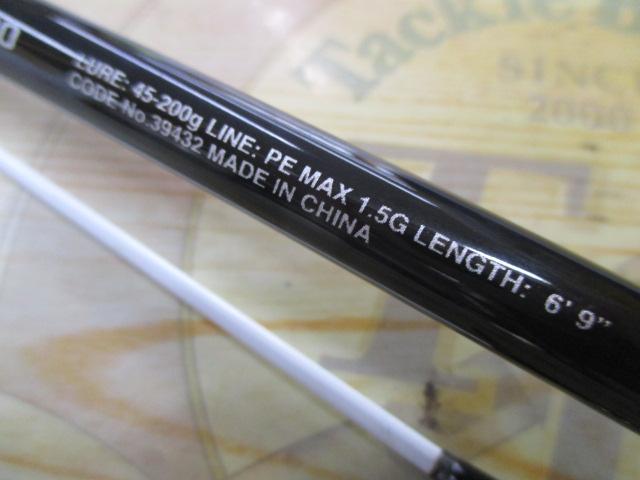 LURE: 45-200g LINE: PE MAX 1.5G LENGTH: 6' 9"
CODE-No.39432 MADE IN CHINA
Tackle
SINCE
2000